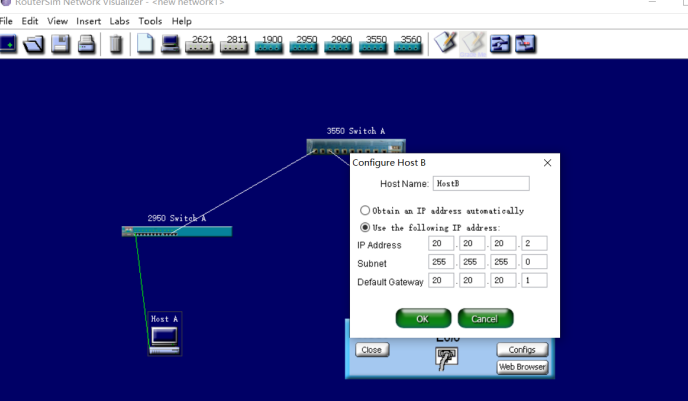 RouterSim Network Visualizer - <new network1>
File Edit View Insert Labs Tools Help
2621 2811 1900 2950 2960 3550 3560
3550 Switch A
Configure Host B
Host Name: HostB
Obtain an IP address automatically
Use the following IP address:
IP Address 20 . 20 . 20 . 2
Subnet 255 . 255 . 255 . 0
Default Gateway 20 . 20 . 20 . 1
OK Cancel
2950 Switch A
Host A
Close Configs
Web Browser